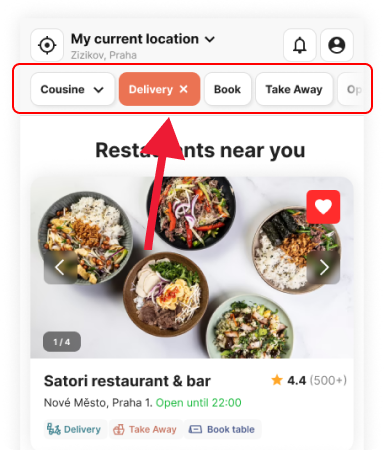 My current location
Zizikov, Praha
Cousine Delivery × Book Take Away Op
Restaurants near you
1 / 4
Satori restaurant & bar 4.4 (500+)
Nové Město, Praha 1. Open until 22:00
Delivery Take Away Book table